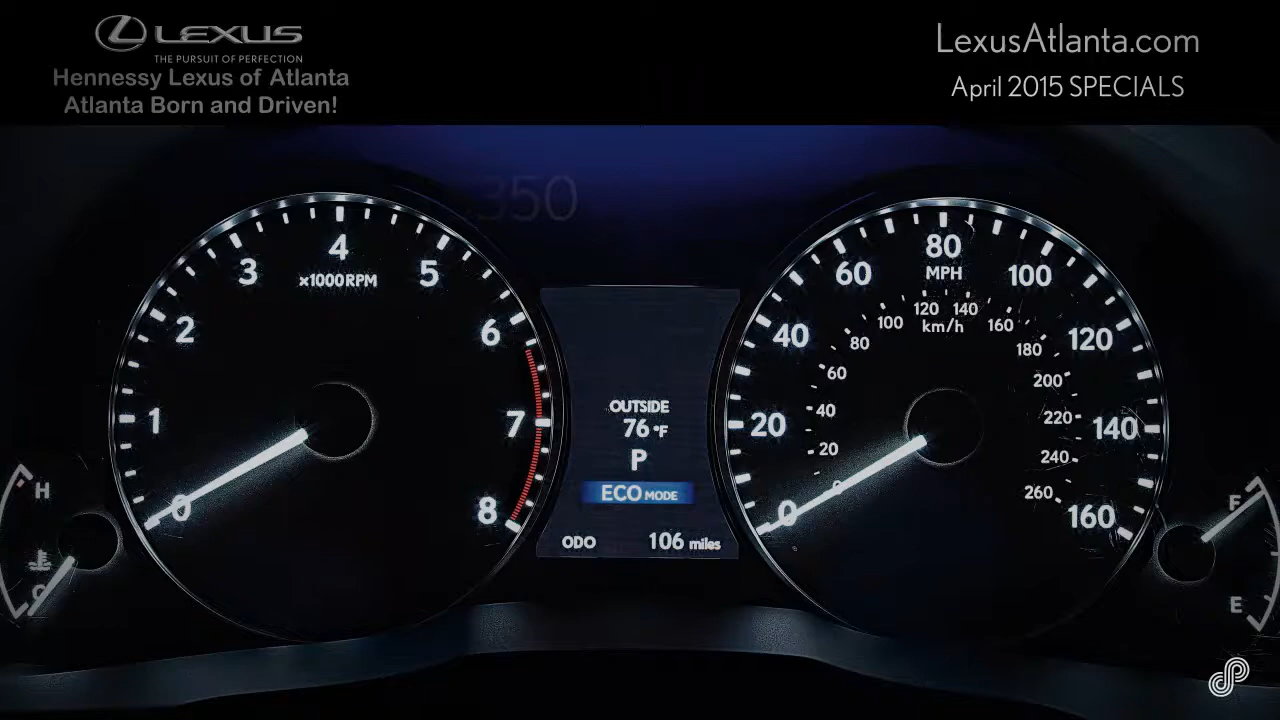 LEXUS
THE PURSUIT OF PERFECTION
Hennessy Lexus of Atlanta
Atlanta Born and Driven!
LexusAtlanta.com
April 2015 SPECIALS
350
0 1 2 3 4 5 6 7 8
x1000RPM
H
C
OUTSIDE
76 °F
P
ECO MODE
ODO 106 miles
0 20 40 60 80 100 120 140 160
MPH
0 20 40 60 80 100 120 140 160 180 200 220 240 260
km/h
F
E